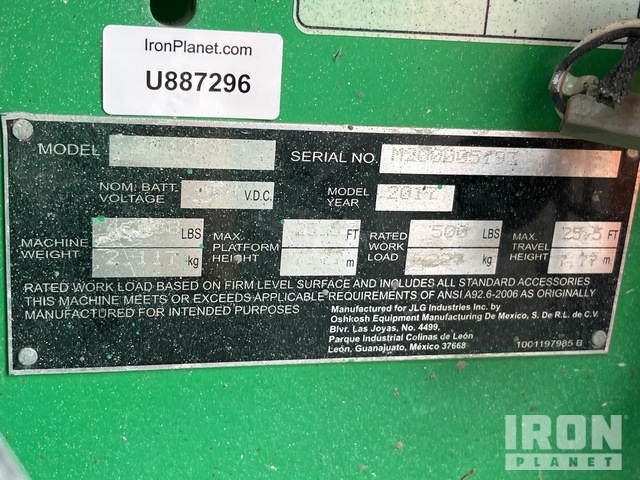 IronPlanet.com
U887296
MODEL
SERIAL NO. M200005193
NOM. BATT. VOLTAGE V.D.C. MODEL YEAR 2017
MACHINE WEIGHT LBS kg MAX. PLATFORM HEIGHT FT m RATED WORK LOAD 500 LBS kg MAX. TRAVEL HEIGHT 25.5 FT m
RATED WORK LOAD BASED ON FIRM LEVEL SURFACE AND INCLUDES ALL STANDARD ACCESSORIES
THIS MACHINE MEETS OR EXCEEDS APPLICABLE REQUIREMENTS OF ANSI A92.6-2006 AS ORIGINALLY
MANUFACTURED FOR INTENDED PURPOSES
Manufactured for JLG Industries Inc. by
Oshkosh Equipment Manufacturing De Mexico, S. De R.L. de C.V.
Blvr. Las Joyas, No. 4499,
Parque Industrial Colinas de León
León, Guanajuato, México 37668
1001197985 B
IRON
PLANET